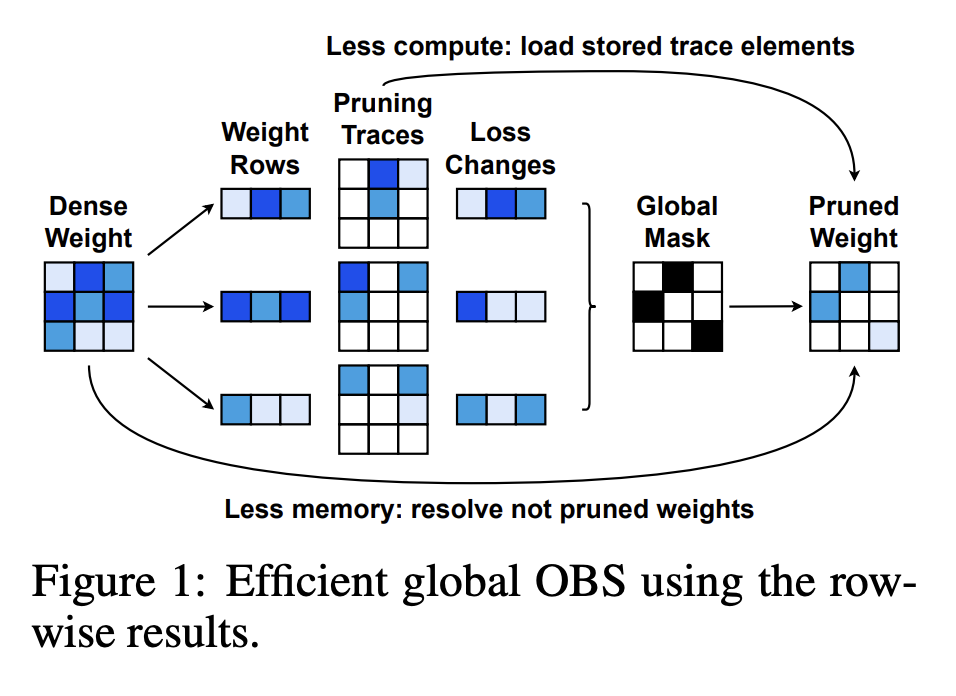 Less compute: load stored trace elements
Pruning
Traces
Weight
Rows
Loss
Changes
Dense
Weight
Global
Mask
Pruned
Weight
Less memory: resolve not pruned weights
Figure 1: Efficient global OBS using the row-
wise results.